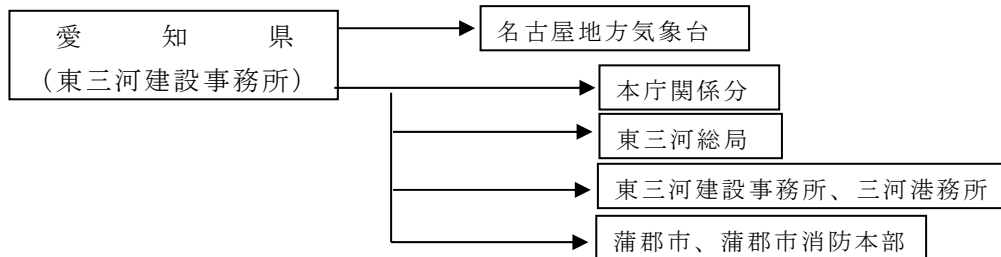 愛知県
(東三河建設事務所)
名古屋地方気象台
本庁関係分
東三河総局
東三河建設事務所、三河港務所
蒲郡市、蒲郡市消防本部